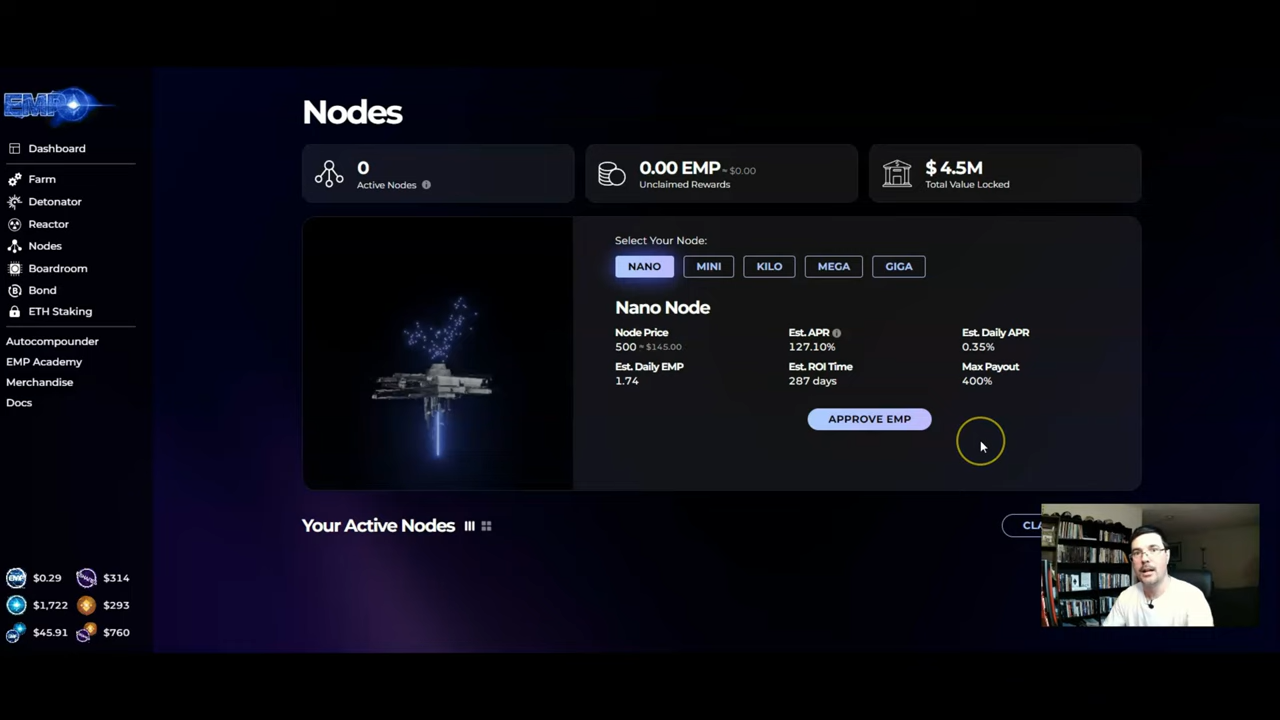 EMP
Dashboard
Farm
Detonator
Reactor
Nodes
Boardroom
Bond
ETH Staking
Autocompounder
EMP Academy
Merchandise
Docs
$0.29 $314
$1,722 $293
$45.91 $760
Nodes
0
Active Nodes
0.00 EMP ≈ $0.00
Unclaimed Rewards
$ 4.5M
Total Value Locked
Select Your Node:
NANO MINI KILO MEGA GIGA
Nano Node
Node Price Est. APR Est. Daily APR
500 ≈ $145.00 127.10% 0.35%
Est. Daily EMP Est. ROI Time Max Payout
1.74 287 days 400%
APPROVE EMP
Your Active Nodes